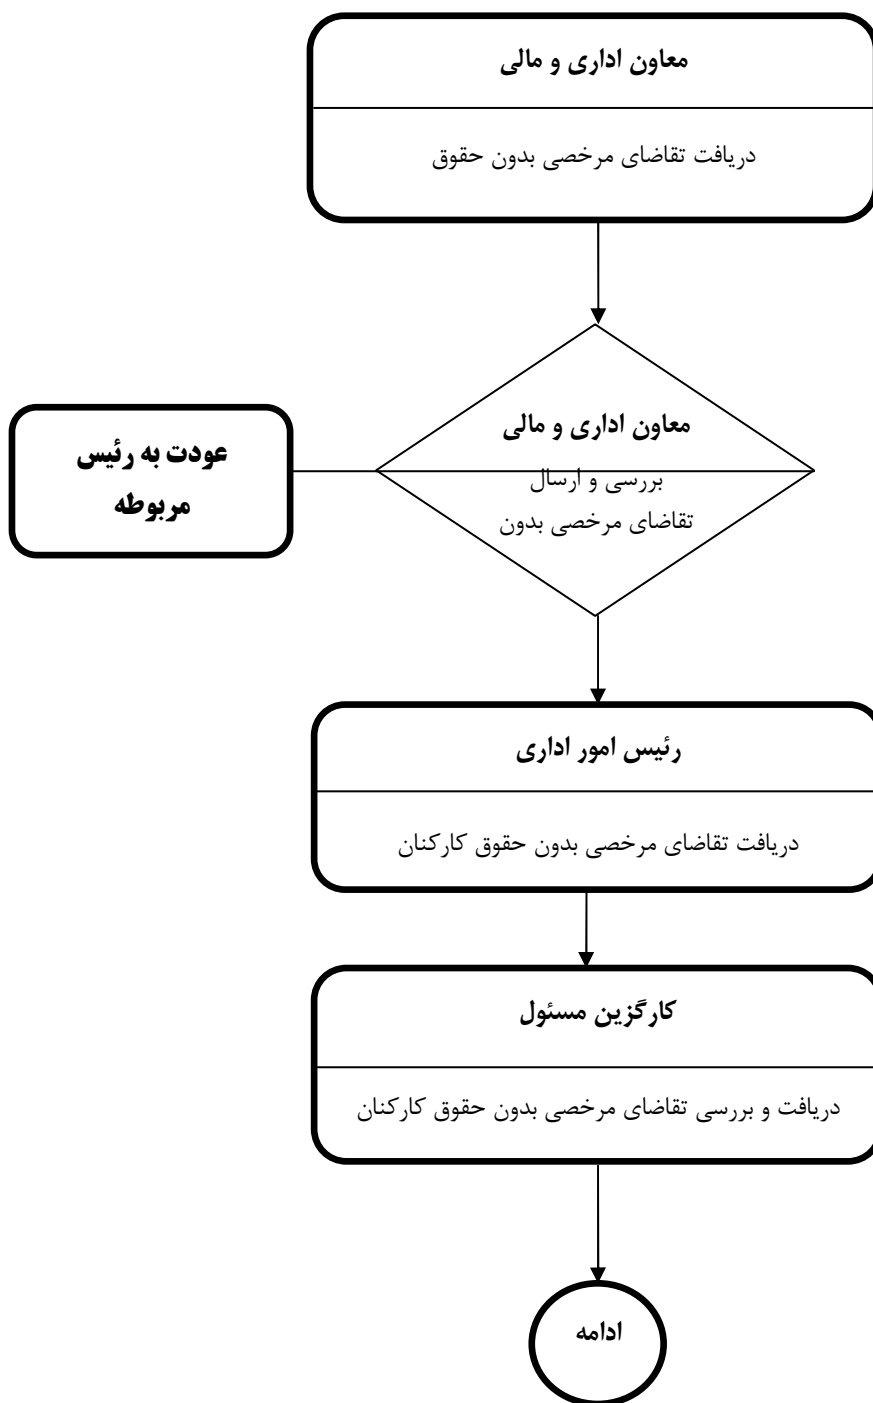 معاون اداری و مالی
دریافت تقاضای مرخصی بدون حقوق
معاون اداری و مالی
بررسی و ارسال
تقاضای مرخصی بدون
عودت به رئیس
مربوطه
رئیس امور اداری
دریافت تقاضای مرخصی بدون حقوق کارکنان
کارگزین مسئول
دریافت و بررسی تقاضای مرخصی بدون حقوق کارکنان
ادامه